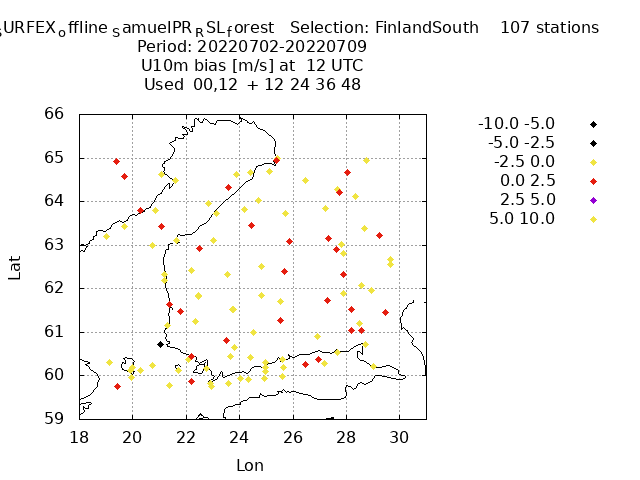 SURFEX_offline_SamuelPR_RSL_forest Selection: FinlandSouth 107 stations
Period: 20220702-20220709
U10m bias [m/s] at 12 UTC
Used 00,12 + 12 24 36 48
66
65
64
63
62
61
60
59
18 20 22 24 26 28 30
Lat
Lon
-10.0 -5.0
-5.0 -2.5
-2.5 0.0
0.0 2.5
2.5 5.0
5.0 10.0